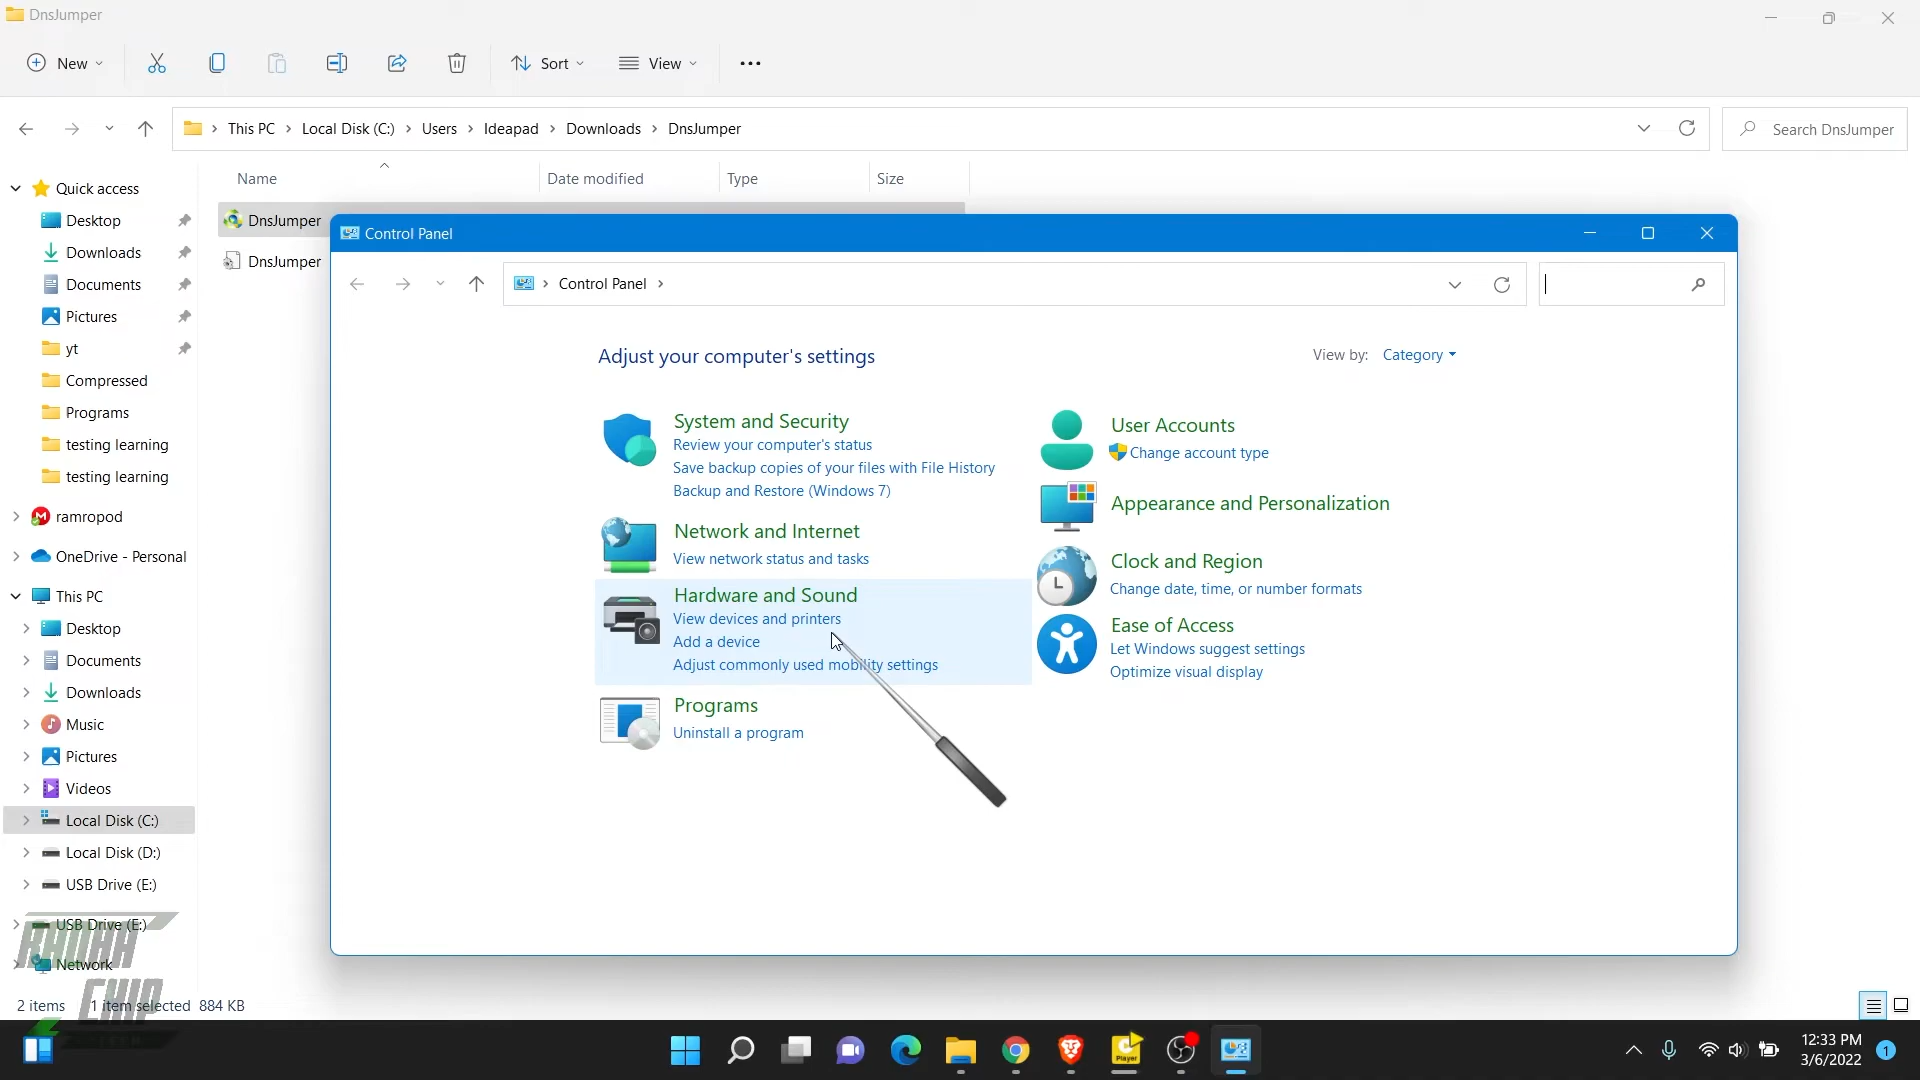 DnsJumper
New
Sort
View
This PC
Local Disk (C:)
Users
Ideapad
Downloads
DnsJumper
Search DnsJumper
Name
Date modified
Type
Size
Quick access
Desktop
Downloads
Documents
Pictures
yt
Compressed
Programs
testing learning
testing learning
ramropod
OneDrive - Personal
This PC
Desktop
Documents
Downloads
Music
Pictures
Videos
Local Disk (C:)
Local Disk (D:)
USB Drive (E:)
USB Drive (E:)
Network
DnsJumper
DnsJumper
Control Panel
Control Panel
Adjust your computer's settings
View by: Category
System and Security
Review your computer's status
Save backup copies of your files with File History
Backup and Restore (Windows 7)
Network and Internet
View network status and tasks
Hardware and Sound
View devices and printers
Add a device
Adjust commonly used mobility settings
Programs
Uninstall a program
User Accounts
Change account type
Appearance and Personalization
Clock and Region
Change date, time, or number formats
Ease of Access
Let Windows suggest settings
Optimize visual display
CHIP
2 items 1 item selected 884 KB
Player
12:33 PM
3/6/2022
1